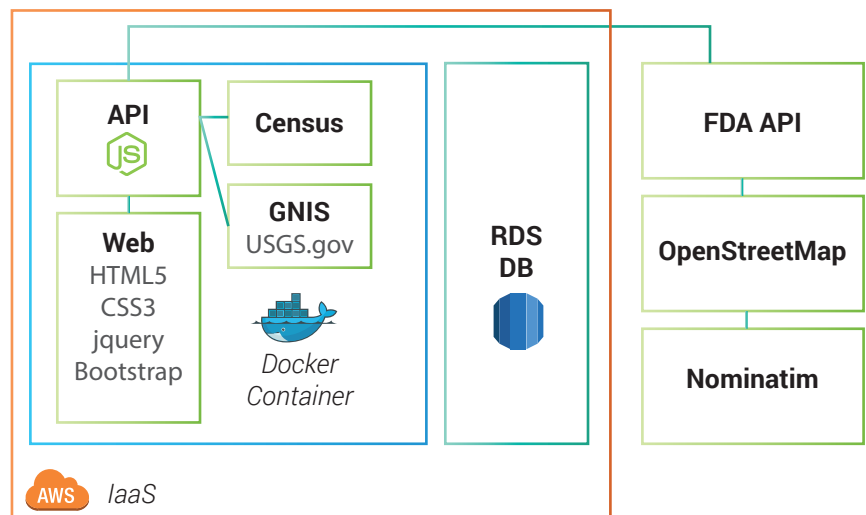 API
JS
Census
GNIS
USGS.gov
Web
HTML5
CSS3
jquery
Bootstrap
Docker
Container
RDS
DB
FDA API
OpenStreetMap
Nominatim
AWS
IaaS